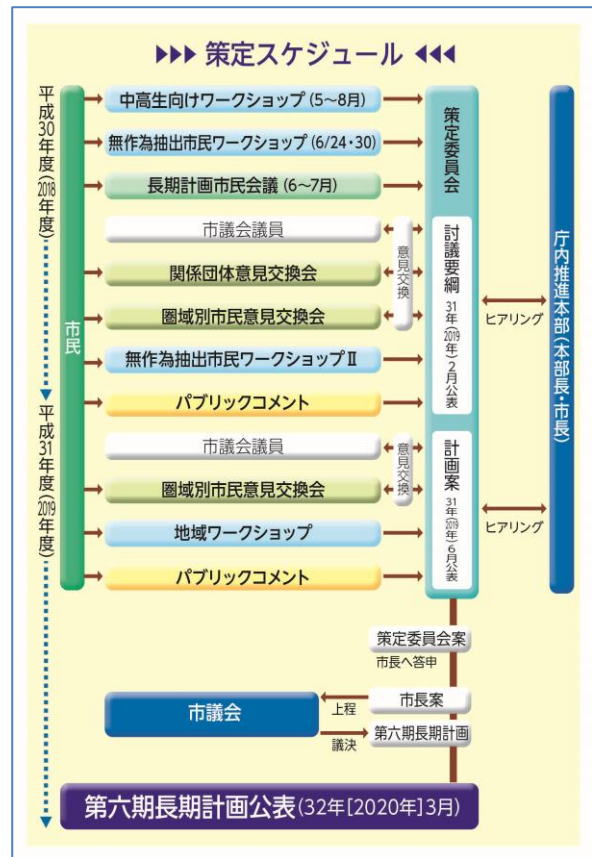 ▶▶▶ 策定スケジュール ◀◀◀
平成30年度(2018年度)
平成31年度(2019年度)
市民
中高生向けワークショップ(5〜8月)
無作為抽出市民ワークショップ(6/24・30)
長期計画市民会議(6〜7月)
市議会議員
関係団体意見交換会
圏域別市民意見交換会
意見交換
無作為抽出市民ワークショップⅡ
パブリックコメント
市議会議員
圏域別市民意見交換会
意見交換
地域ワークショップ
パブリックコメント
策定委員会
討議要綱 31年(2019年)2月公表
計画案 31年(2019年)6月公表
ヒアリング
ヒアリング
庁内推進本部(本部長・市長)
策定委員会案
市長へ答申
市議会
上程
市長案
議決
第六期長期計画
第六期長期計画公表(32年[2020年]3月)